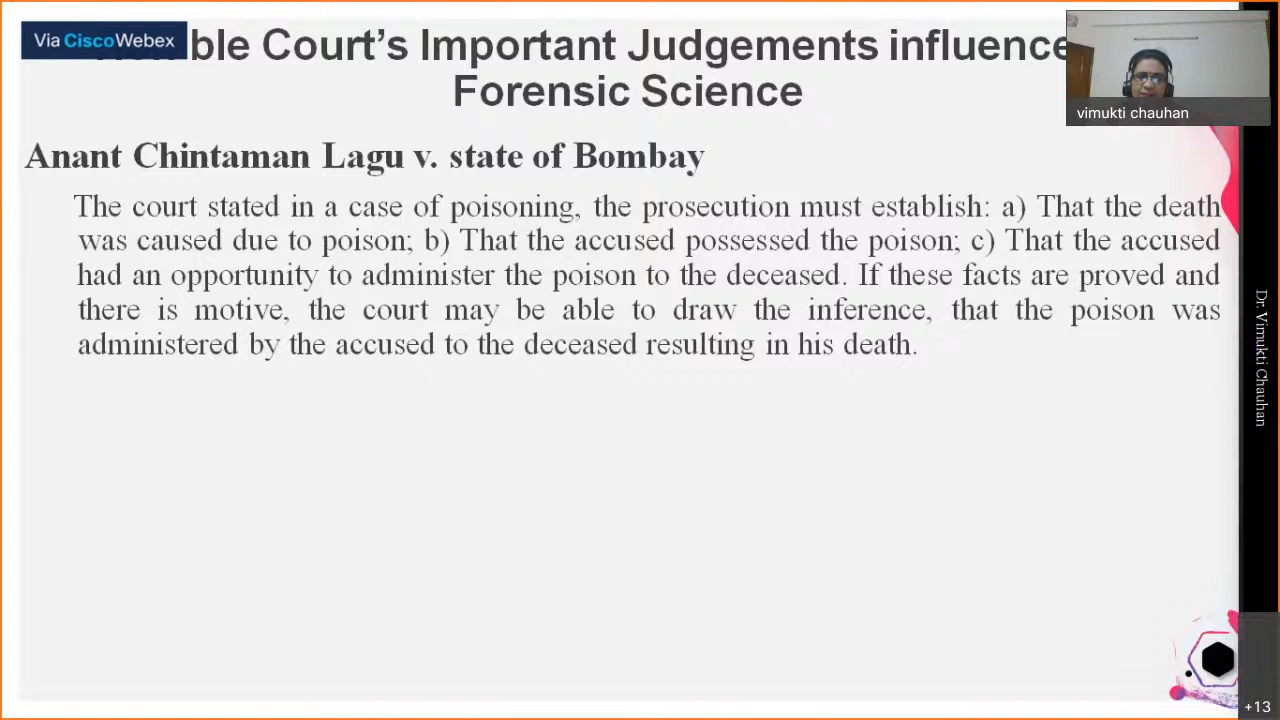 Via Cisco Webex
ble Court's Important Judgements influence
Forensic Science
vimukti chauhan
Anant Chintaman Lagu v. state of Bombay
The court stated in a case of poisoning, the prosecution must establish: a) That the death
was caused due to poison; b) That the accused possessed the poison; c) That the accused
had an opportunity to administer the poison to the deceased. If these facts are proved and
there is motive, the court may be able to draw the inference, that the poison was
administered by the accused to the deceased resulting in his death.
Dr. Vimukti Chauhan
+13